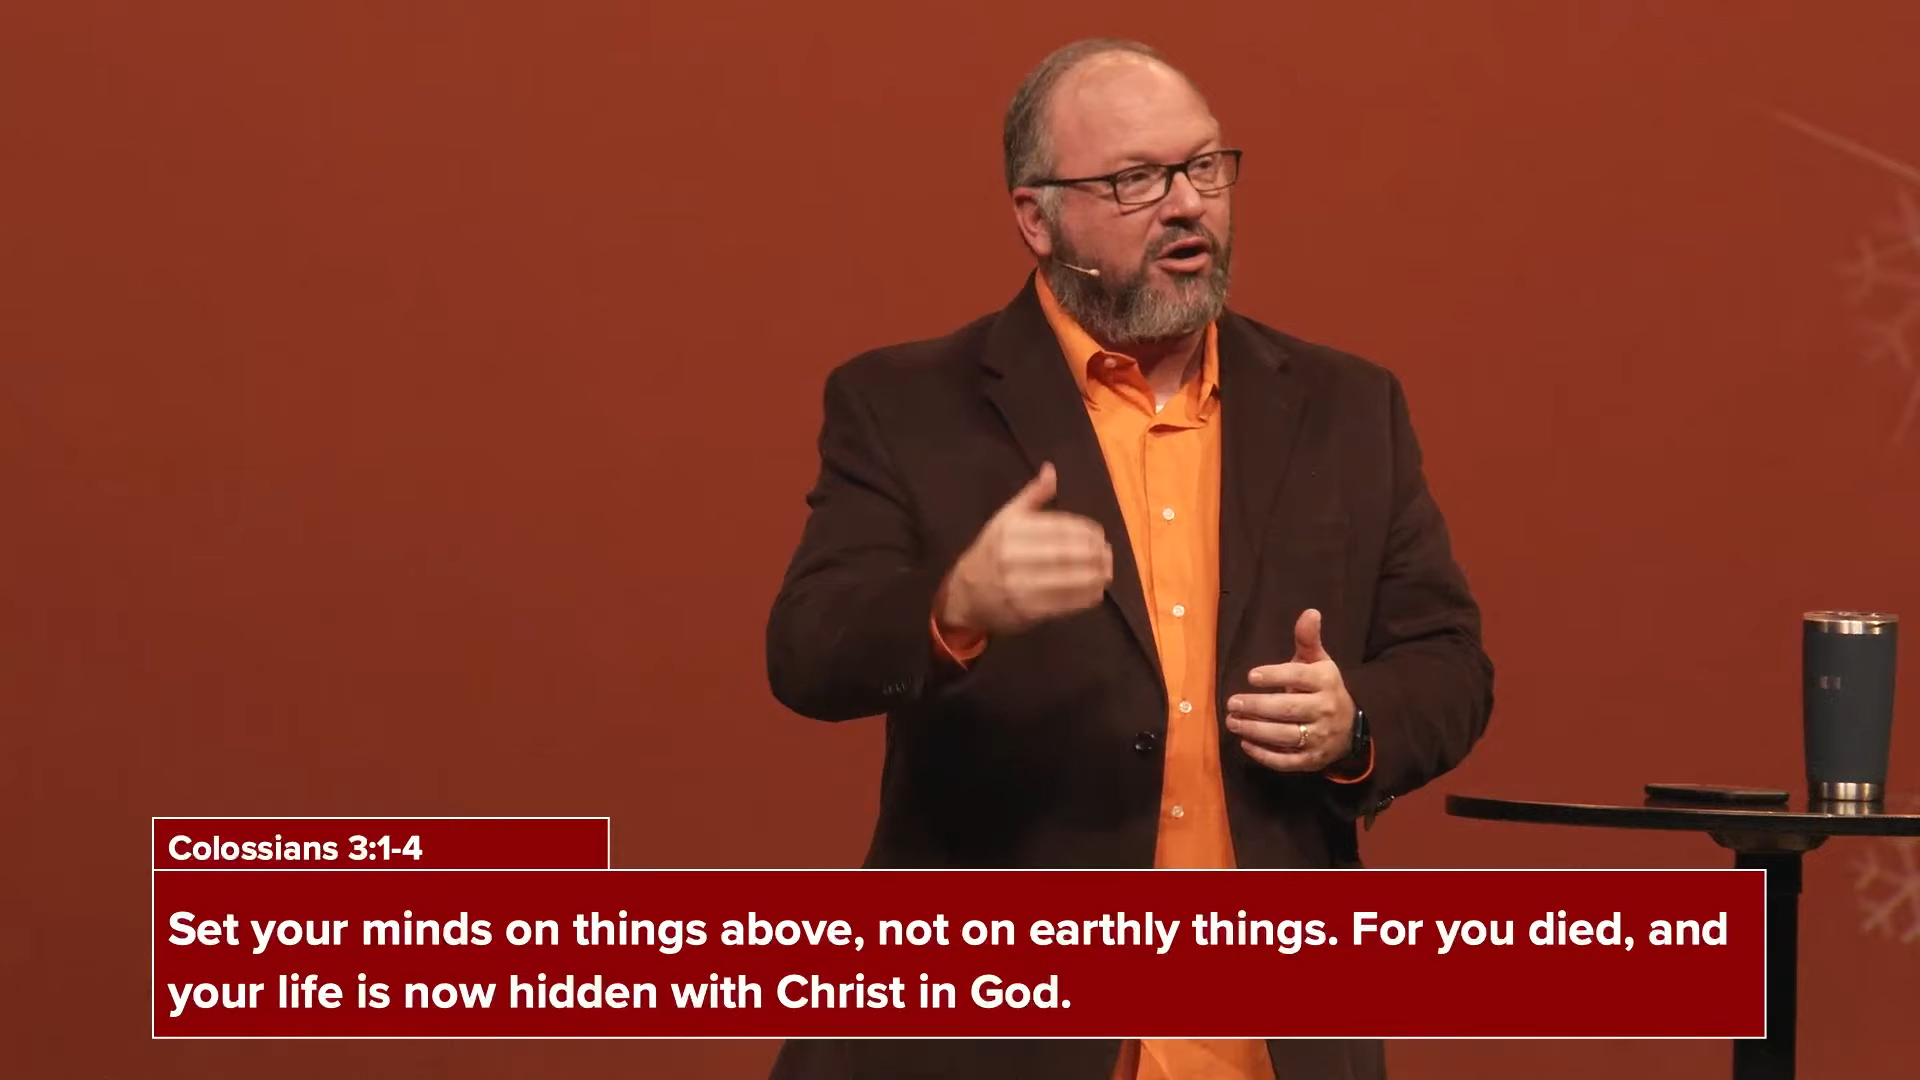 Colossians 3:1-4
Set your minds on things above, not on earthly things. For you died, and
your life is now hidden with Christ in God.